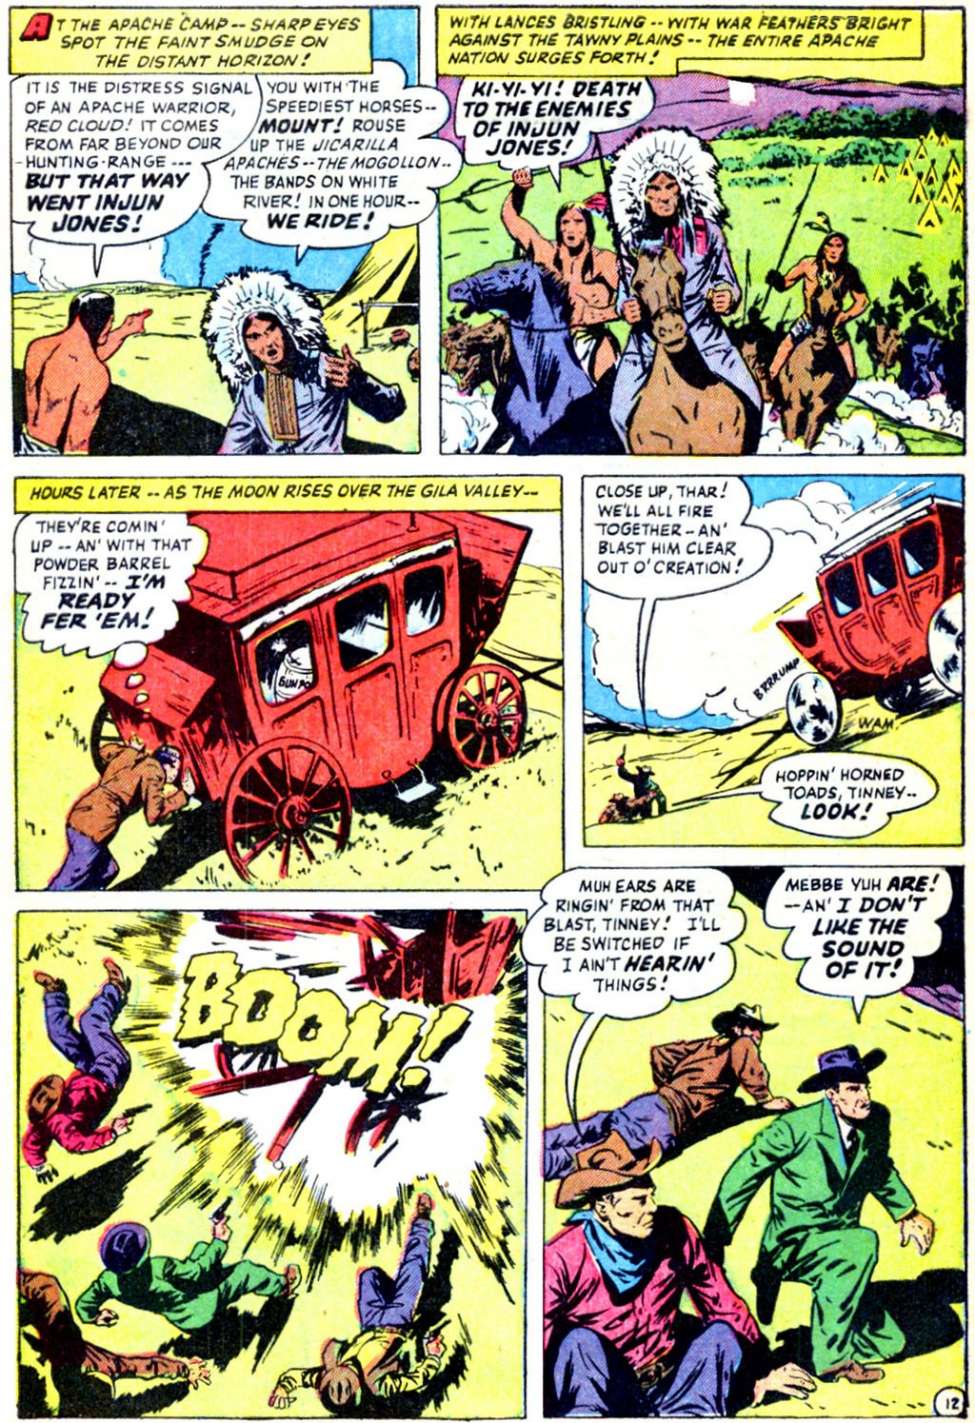 AT THE APACHE CAMP -- SHARP EYES
SPOT THE FAINT SMUDGE ON
THE DISTANT HORIZON!
IT IS THE DISTRESS SIGNAL
OF AN APACHE WARRIOR,
RED CLOUD! IT COMES
FROM FAR BEYOND OUR
HUNTING-RANGE ---
BUT THAT WAY
WENT INJUN
JONES!
YOU WITH THE
SPEEDIEST HORSES--
MOUNT! ROUSE
UP THE JICARILLA
APACHES -- THE MOGOLLON--
THE BANDS ON WHITE
RIVER! IN ONE HOUR--
WE RIDE!
WITH LANCES BRISTLING -- WITH WAR FEATHERS BRIGHT
AGAINST THE TAWNY PLAINS -- THE ENTIRE APACHE
NATION SURGES FORTH!
KI-YI-YI! DEATH
TO THE ENEMIES
OF INJUN
JONES!
HOURS LATER -- AS THE MOON RISES OVER THE GILA VALLEY--
THEY'RE COMIN'
UP -- AN' WITH THAT
POWDER BARREL
FIZZIN' -- I'M
READY
FER 'EM!
GUNPO
CLOSE UP, THAR!
WE'LL ALL FIRE
TOGETHER -- AN'
BLAST HIM CLEAR
OUT O' CREATION!
BRRRUMP
WAM
HOPPIN' HORNED
TOADS, TINNEY--
LOOK!
BOOM!
MUH EARS ARE
RINGIN' FROM THAT
BLAST, TINNEY! I'LL
BE SWITCHED IF
I AIN'T HEARIN'
THINGS!
MEBBE YUH ARE!
--AN' I DON'T
LIKE THE
SOUND
OF IT!
12